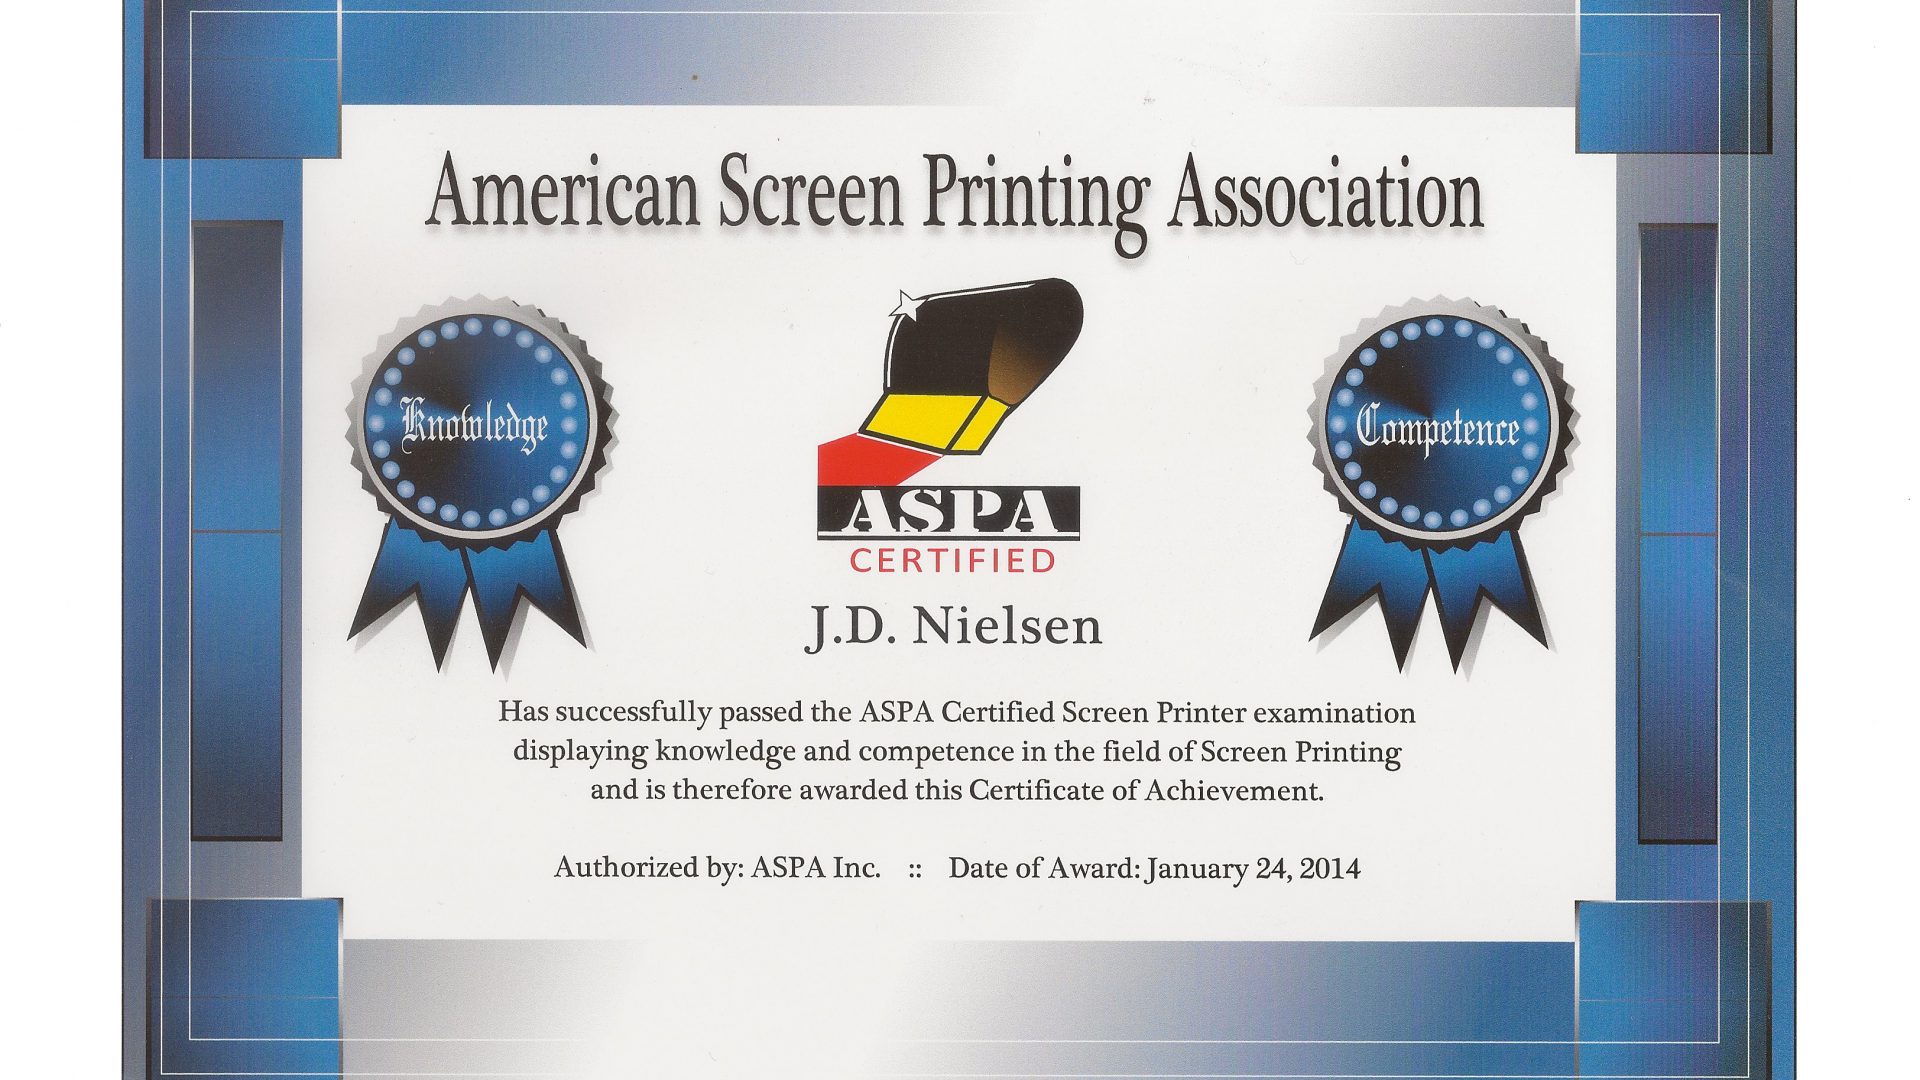 American Screen Printing Association
Knowledge
Competence
ASPA
CERTIFIED
J.D. Nielsen
Has successfully passed the ASPA Certified Screen Printer examination
displaying knowledge and competence in the field of Screen Printing
and is therefore awarded this Certificate of Achievement.
Authorized by: ASPA Inc. :: Date of Award: January 24, 2014